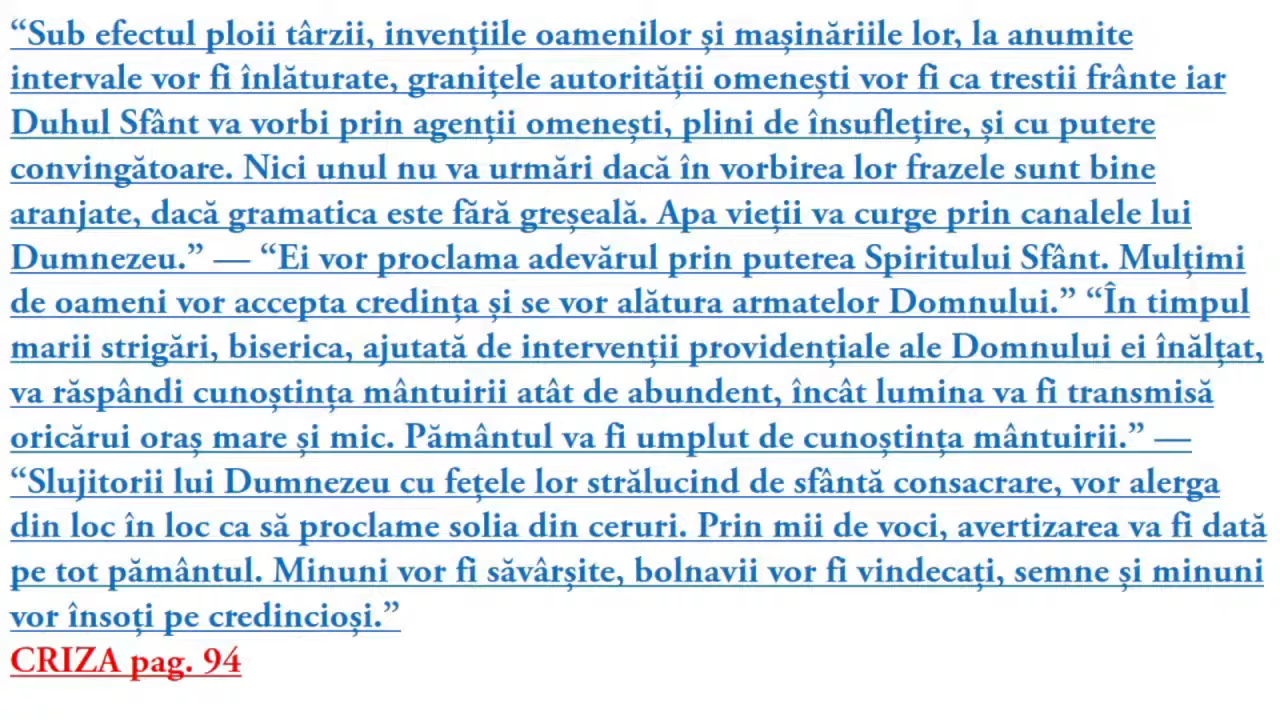 “Sub efectul ploii târzii, invențiile oamenilor și mașinăriile lor, la anumite
intervale vor fi înlăturate, granițele autorității omenești vor fi ca trestii frânte iar
Duhul Sfânt va vorbi prin agenții omenești, plini de însuflețire, și cu putere
convingătoare. Nici unul nu va urmări dacă în vorbirea lor frazele sunt bine
aranjate, dacă gramatica este fără greșeală. Apa vieții va curge prin canalele lui
Dumnezeu.” — “Ei vor proclama adevărul prin puterea Spiritului Sfânt. Mulțimi
de oameni vor accepta credința și se vor alătura armatelor Domnului.” “În timpul
marii strigări, biserica, ajutată de intervenții providențiale ale Domnului ei înălțat,
va răspândi cunoștința mântuirii atât de abundent, încât lumina va fi transmisă
oricărui oraș mare și mic. Pământul va fi umplut de cunoștința mântuirii.” —
“Slujitorii lui Dumnezeu cu fețele lor strălucind de sfântă consacrare, vor alerga
din loc în loc ca să proclame solia din ceruri. Prin mii de voci, avertizarea va fi dată
pe tot pământul. Minuni vor fi săvârșite, bolnavii vor fi vindecați, semne și minuni
vor însoți pe credincioși.”
CRIZA pag. 94